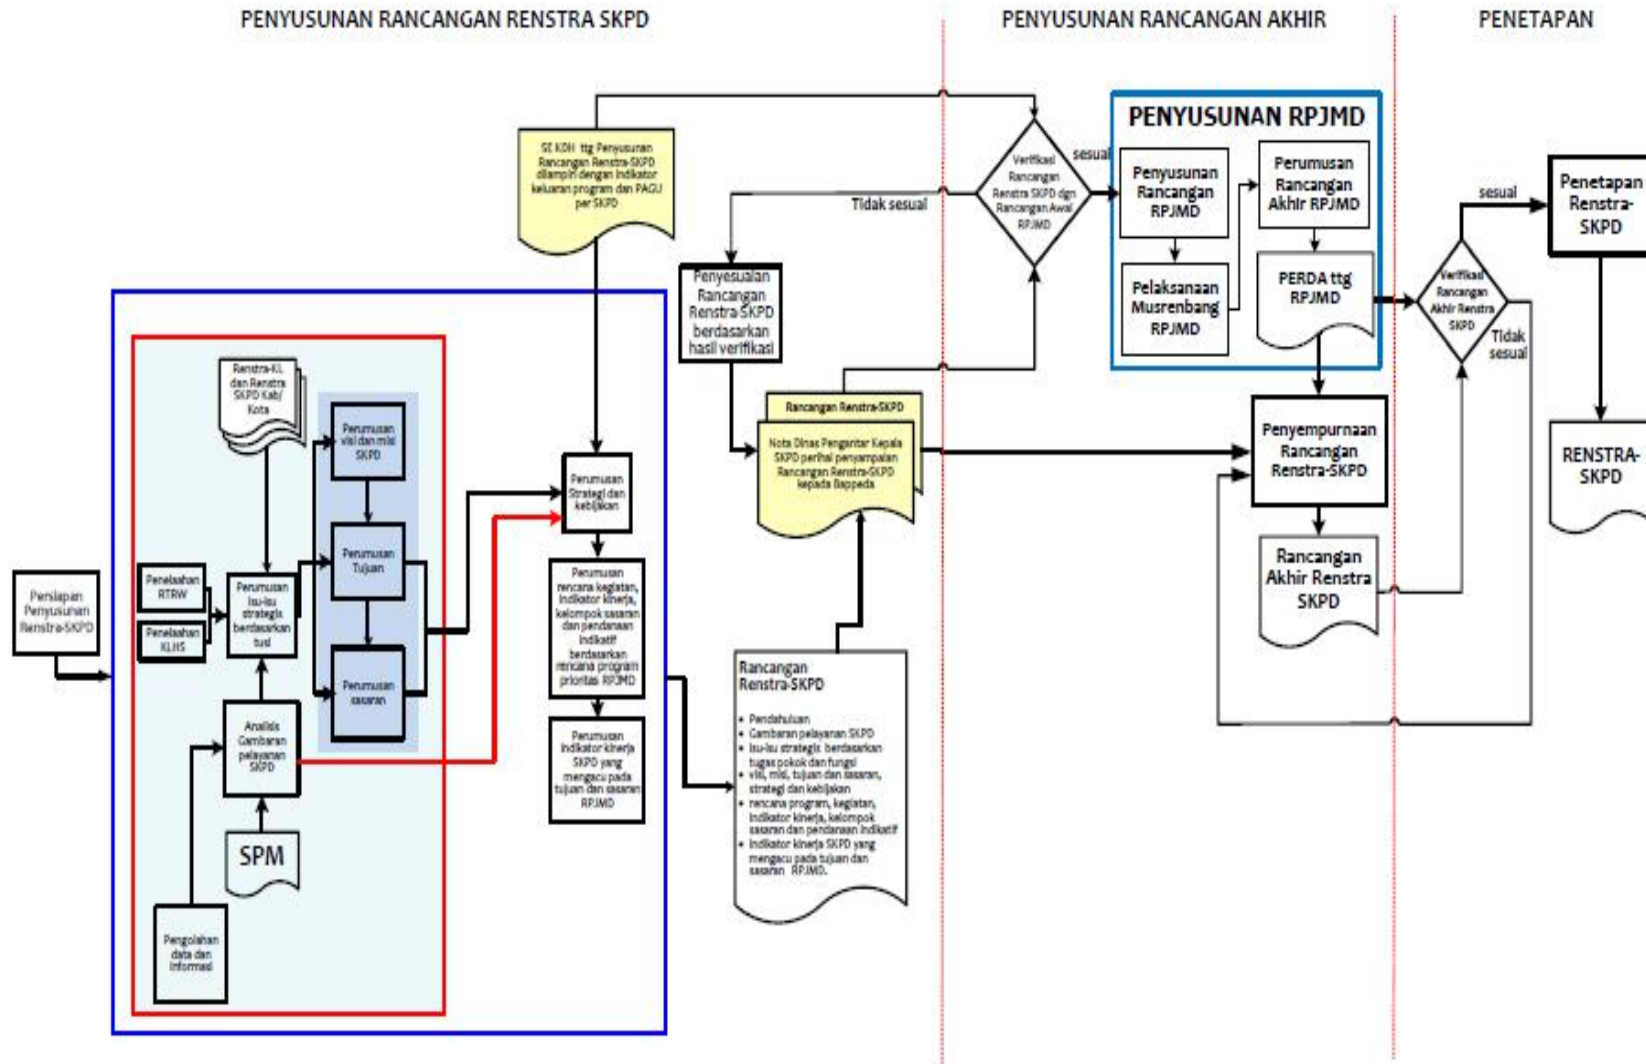 PENYUSUNAN RANCANGAN RENSTRA SKPD
PENYUSUNAN RANCANGAN AKHIR
PENETAPAN
SE KDH ttg Penyusunan
Rancangan Renstra-SKPD
dilampiri dengan indikator
keluaran program dan PAGU
per SKPD
Verifikasi
Rancangan
Renstra SKPD dgn
Rancangan Awal
RPJMD
sesuai
Tidak sesuai
PENYUSUNAN RPJMD
Penyusunan
Rancangan
RPJMD
Perumusan
Rancangan
Akhir RPJMD
Pelaksanaan
Musrenbang
RPJMD
PERDA ttg
RPJMD
sesuai
Penetapan
Renstra-
SKPD
Verifikasi
Rancangan
Akhir Renstra
SKPD
Tidak
sesuai
Penyesuaian
Rancangan
Renstra-SKPD
berdasarkan
hasil verifikasi
Renstra-KL
dan Renstra
SKPD Kab/
Kota
Perumusan
visi dan misi
SKPD
Rancangan Renstra-SKPD
Nota Dinas Pengantar Kepala
SKPD perihal penyampaian
Rancangan Renstra-SKPD
kepada Bappeda
Penyempurnaan
Rancangan
Renstra-SKPD
RENSTRA-
SKPD
Perumusan
Strategi dan
kebijakan
Perumusan
Tujuan
Persiapan
Penyusunan
Renstra-SKPD
Penelaahan
RTRW
Penelaahan
KLHS
Perumusan
isu-isu
strategis
berdasarkan
tusi
Perumusan
rencana kegiatan,
indikator kinerja,
kelompok sasaran
dan pendanaan
indikatif
berdasarkan
rencana program
prioritas RPJMD
Rancangan
Akhir Renstra
SKPD
Perumusan
sasaran
Analisis
Gambaran
pelayanan
SKPD
Perumusan
indikator kinerja
SKPD yang
mengacu pada
tujuan dan sasaran
RPJMD
Rancangan
Renstra-SKPD
• Pendahuluan
• Gambaran pelayanan SKPD
• isu-isu strategis berdasarkan
tugas pokok dan fungsi
• visi, misi, tujuan dan sasaran,
strategi dan kebijakan
• rencana program, kegiatan,
indikator kinerja, kelompok
sasaran dan pendanaan indikatif
• indikator kinerja SKPD yang
mengacu pada tujuan dan
sasaran RPJMD.
SPM
Pengolahan
data dan
informasi